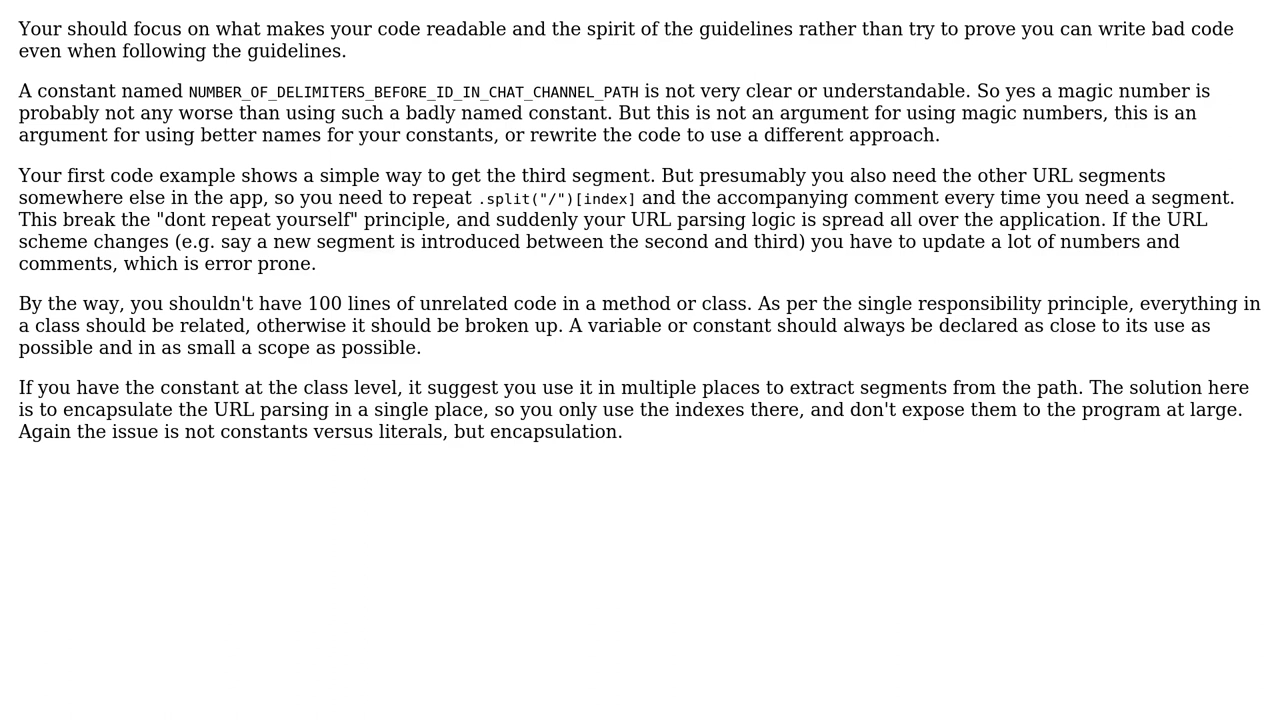 Your should focus on what makes your code readable and the spirit of the guidelines rather than try to prove you can write bad code
even when following the guidelines.
A constant named NUMBER_OF_DELIMITERS_BEFORE_ID_IN_CHAT_CHANNEL_PATH is not very clear or understandable. So yes a magic number is
probably not any worse than using such a badly named constant. But this is not an argument for using magic numbers, this is an
argument for using better names for your constants, or rewrite the code to use a different approach.
Your first code example shows a simple way to get the third segment. But presumably you also need the other URL segments
somewhere else in the app, so you need to repeat .split("/")[index] and the accompanying comment every time you need a segment.
This break the "dont repeat yourself" principle, and suddenly your URL parsing logic is spread all over the application. If the URL
scheme changes (e.g. say a new segment is introduced between the second and third) you have to update a lot of numbers and
comments, which is error prone.
By the way, you shouldn't have 100 lines of unrelated code in a method or class. As per the single responsibility principle, everything in
a class should be related, otherwise it should be broken up. A variable or constant should always be declared as close to its use as
possible and in as small a scope as possible.
If you have the constant at the class level, it suggest you use it in multiple places to extract segments from the path. The solution here
is to encapsulate the URL parsing in a single place, so you only use the indexes there, and don't expose them to the program at large.
Again the issue is not constants versus literals, but encapsulation.